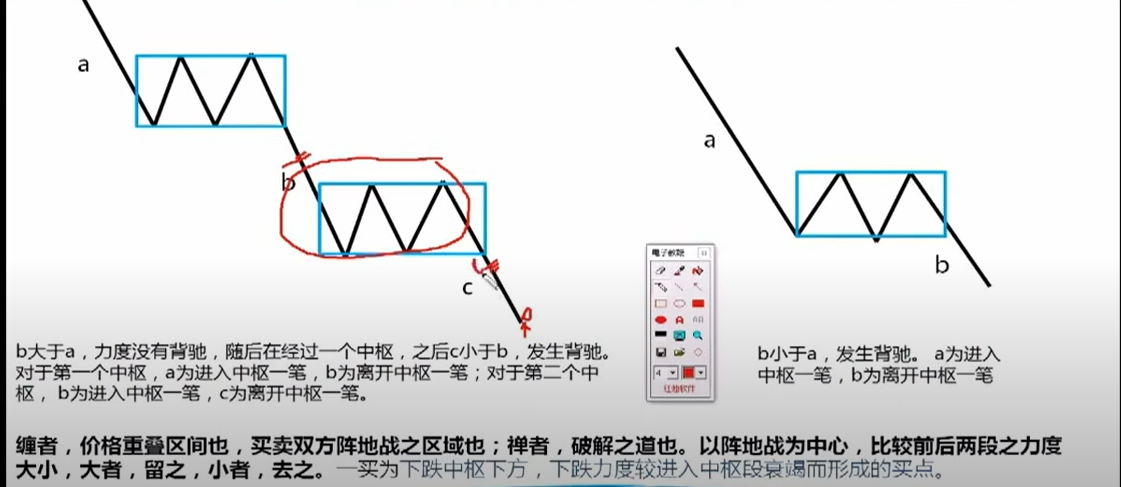 a
b
c
a
b
電子教鞭
4
红烛软件
b大于a，力度没有背驰，随后在经过一个中枢，之后c小于b，发生背驰。
对于第一个中枢，a为进入中枢一笔，b为离开中枢一笔；对于第二个中
枢， b为进入中枢一笔，c为离开中枢一笔。
b小于a，发生背驰。 a为进入
中枢一笔，b为离开中枢一笔
缠者，价格重叠区间也，买卖双方阵地战之区域也；禅者，破解之道也。以阵地战为中心，比较前后两段之力度
大小，大者，留之，小者，去之。一买为下跌中枢下方，下跌力度较进入中枢段衰竭而形成的买点。